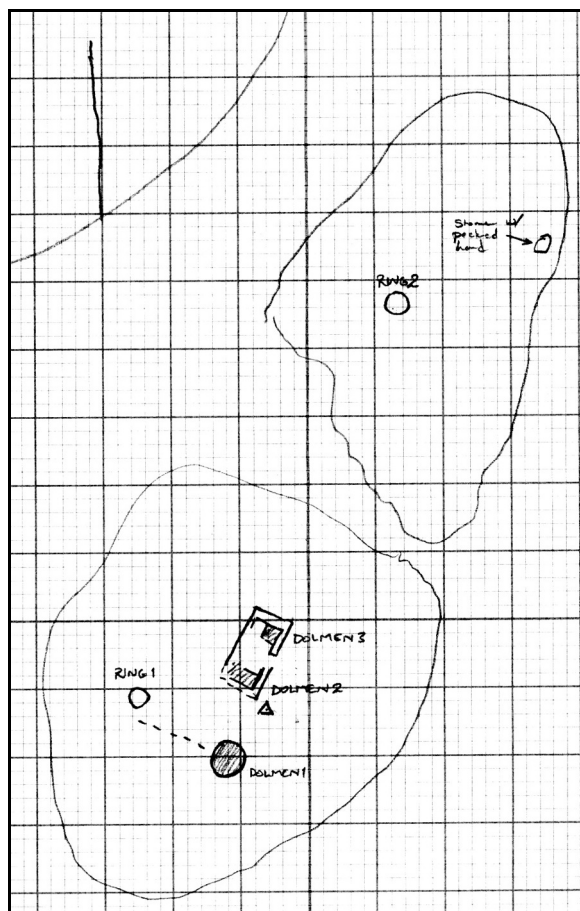 Stone w/
pecked
hand
RING2
DOLMEN3
RING1
DOLMEN2
DOLMEN1